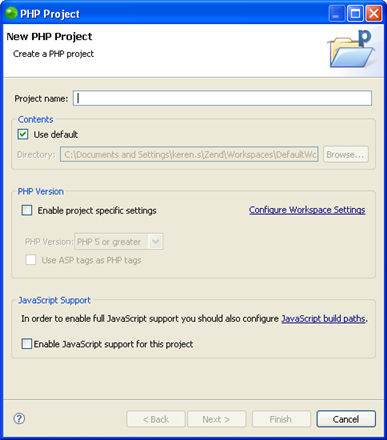 PHP Project
New PHP Project
Create a PHP project
Project name:
Contents
Use default
Directory: C:\Documents and Settings\keren.s\Zend\Workspaces\DefaultWc Browse...
PHP Version
Enable project specific settings Configure Workspace Settings
PHP Version: PHP 5 or greater
Use ASP tags as PHP tags
JavaScript Support
In order to enable full JavaScript support you should also configure JavaScript build paths.
Enable JavaScript support for this project
? < Back Next > Finish Cancel